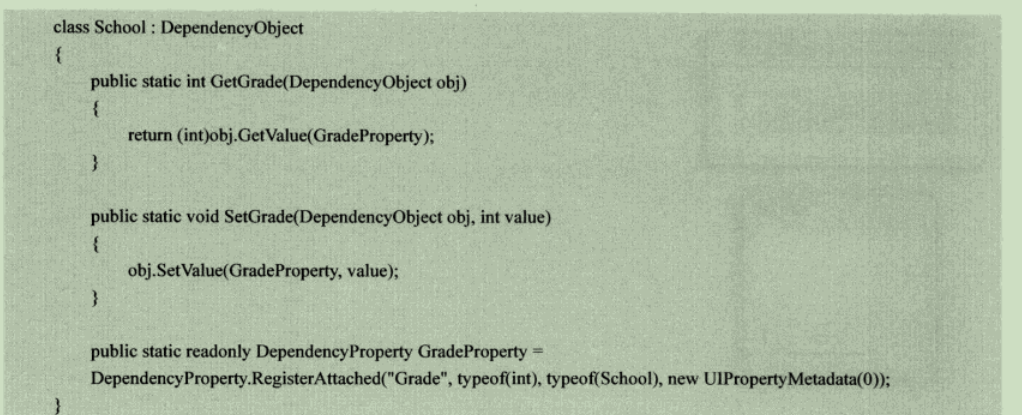 class School : DependencyObject
{
public static int GetGrade(DependencyObject obj)
{
return (int)obj.GetValue(GradeProperty);
}
public static void SetGrade(DependencyObject obj, int value)
{
obj.SetValue(GradeProperty, value);
}
public static readonly DependencyProperty GradeProperty =
DependencyProperty.RegisterAttached("Grade", typeof(int), typeof(School), new UIPropertyMetadata(0));
}